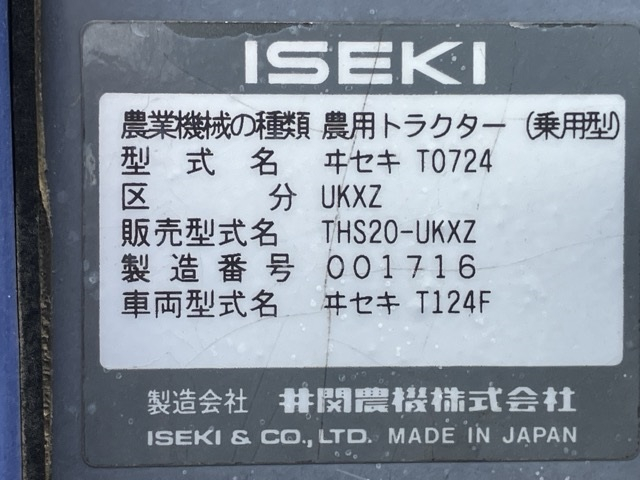 ISEKI
農業機械の種類 農用トラクター(乗用型)
型式名 ヰセキ T0724
区分 UKXZ
販売型式名 THS20-UKXZ
製造番号 001716
車両型式名 ヰセキ T124F
製造会社 井関農機株式会社
ISEKI & CO.,LTD. MADE IN JAPAN